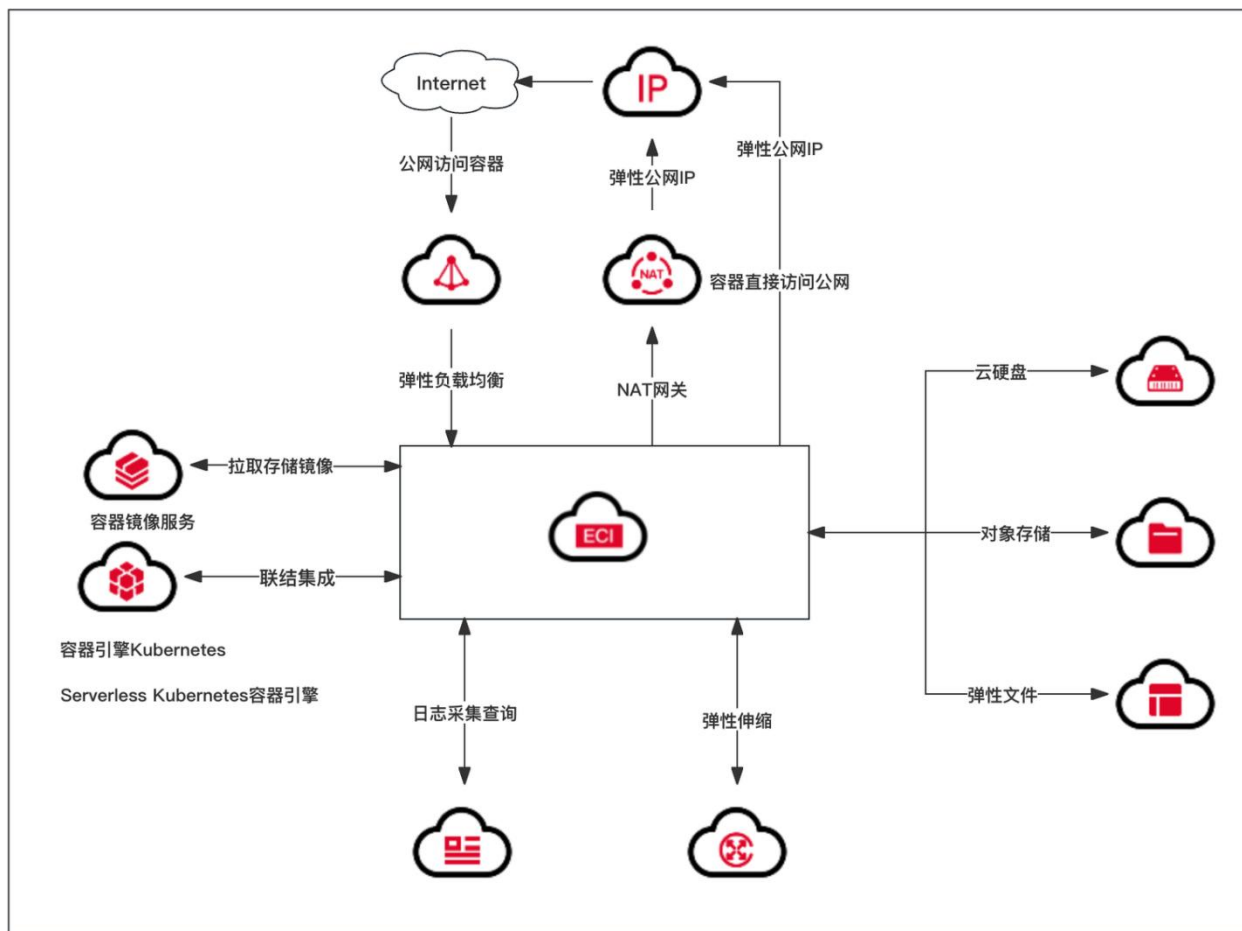 Internet
IP
公网访问容器
弹性公网IP
弹性公网IP
NAT
容器直接访问公网
弹性负载均衡
NAT网关
云硬盘
拉取存储镜像
容器镜像服务
ECI
对象存储
联结集成
容器引擎Kubernetes
Serverless Kubernetes容器引擎
日志采集查询
弹性伸缩
弹性文件